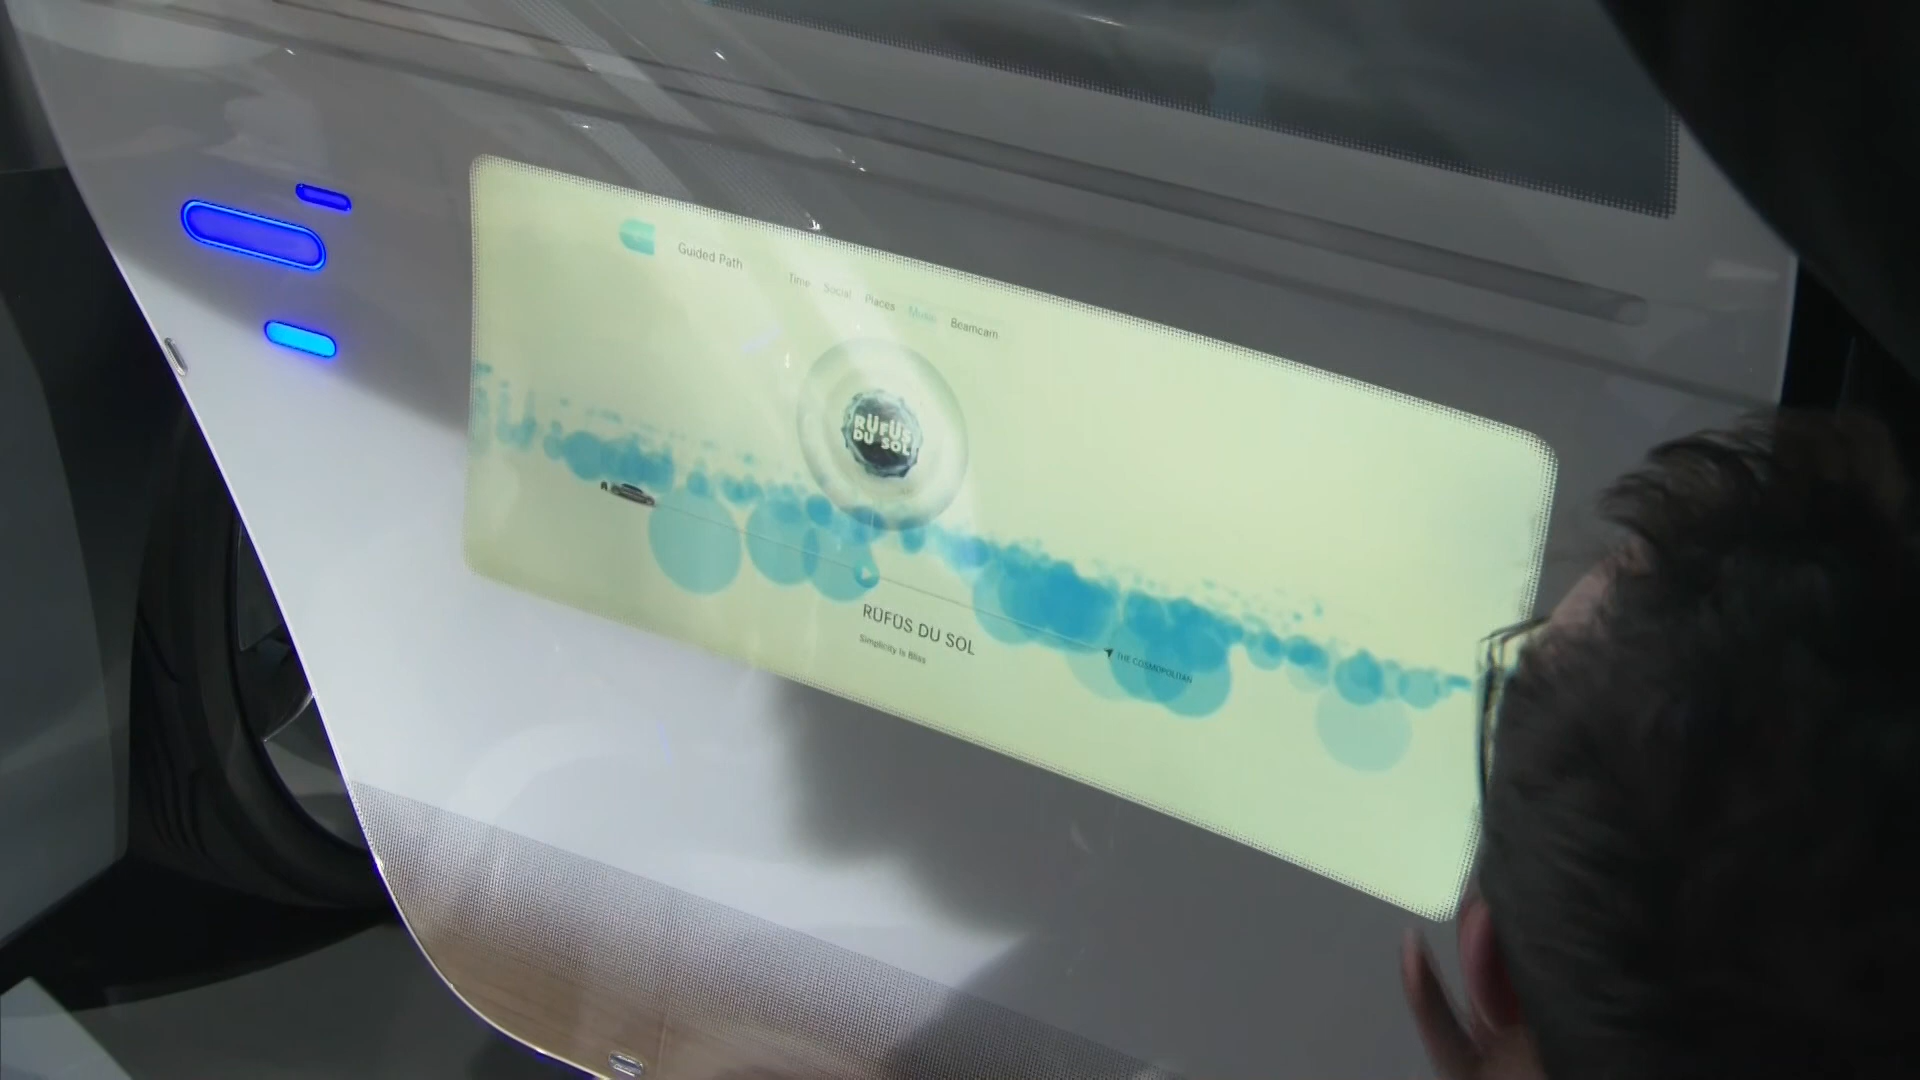 Guided Path
Time Social Places Music Beamcam
RÜFÜS
DU SOL
RÜFÜS DU SOL
Simplicity Is Bliss
THE COSMOPOLITAN